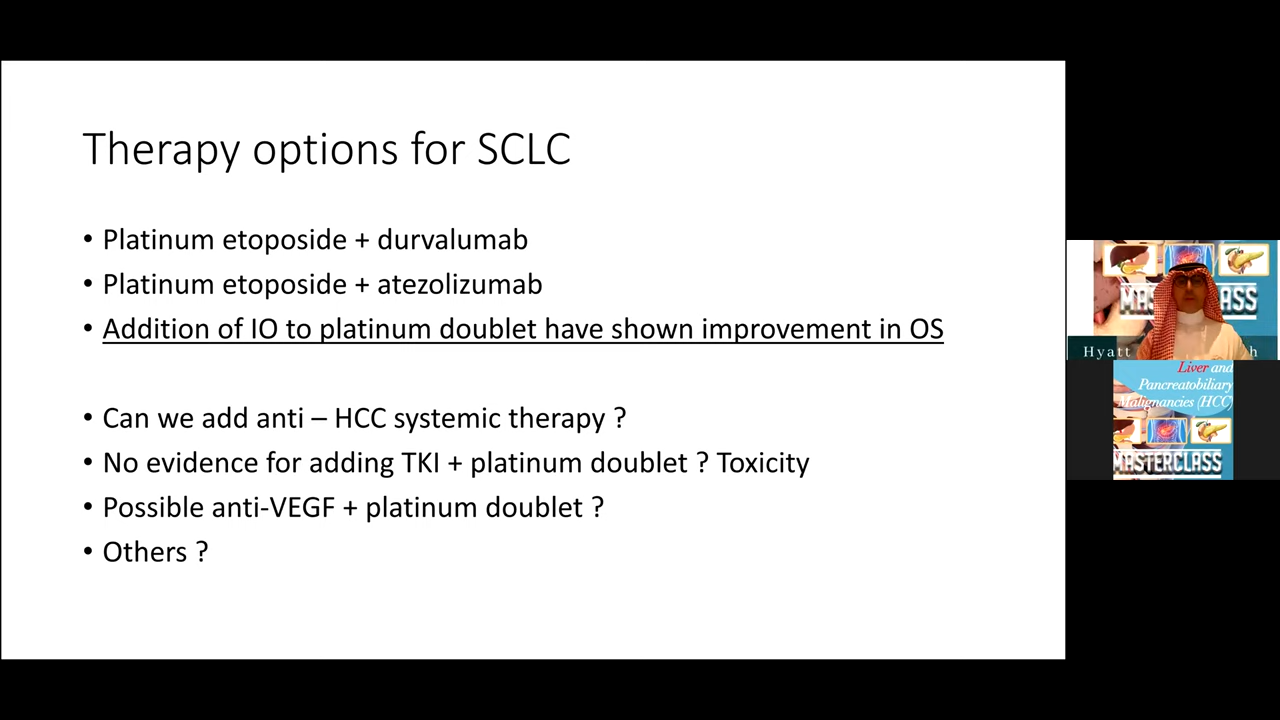 Therapy options for SCLC
• Platinum etoposide + durvalumab
• Platinum etoposide + atezolizumab
• Addition of IO to platinum doublet have shown improvement in OS
• Can we add anti – HCC systemic therapy ?
• No evidence for adding TKI + platinum doublet ? Toxicity
• Possible anti-VEGF + platinum doublet ?
• Others ?
MAS ASS
Hyatt h
Liver and
Pancreatobiliary
Malignancies (HCC)
MASTERCLASS